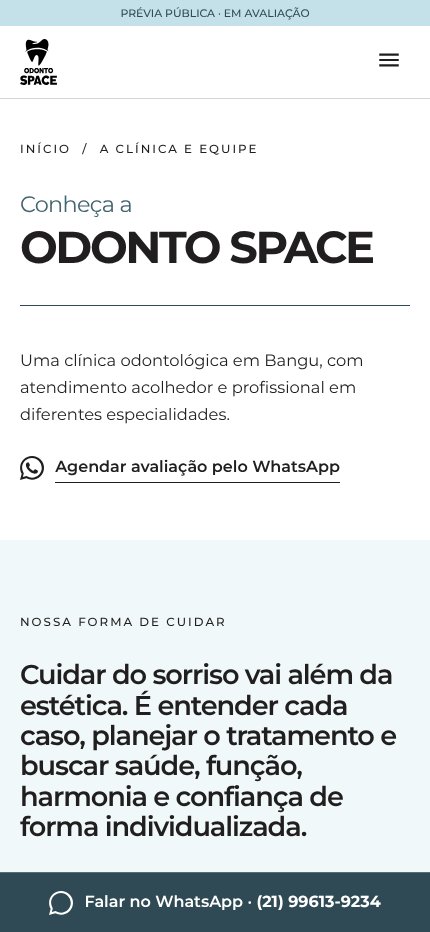 PRÉVIA PÚBLICA · EM AVALIAÇÃO
ODONTO
SPACE
INÍCIO / A CLÍNICA E EQUIPE
Conheça a
ODONTO SPACE
Uma clínica odontológica em Bangu, com
atendimento acolhedor e profissional em
diferentes especialidades.
Agendar avaliação pelo WhatsApp
NOSSA FORMA DE CUIDAR
Cuidar do sorriso vai além da
estética. É entender cada
caso, planejar o tratamento e
buscar saúde, função,
harmonia e confiança de
forma individualizada.
Falar no WhatsApp · (21) 99613-9234